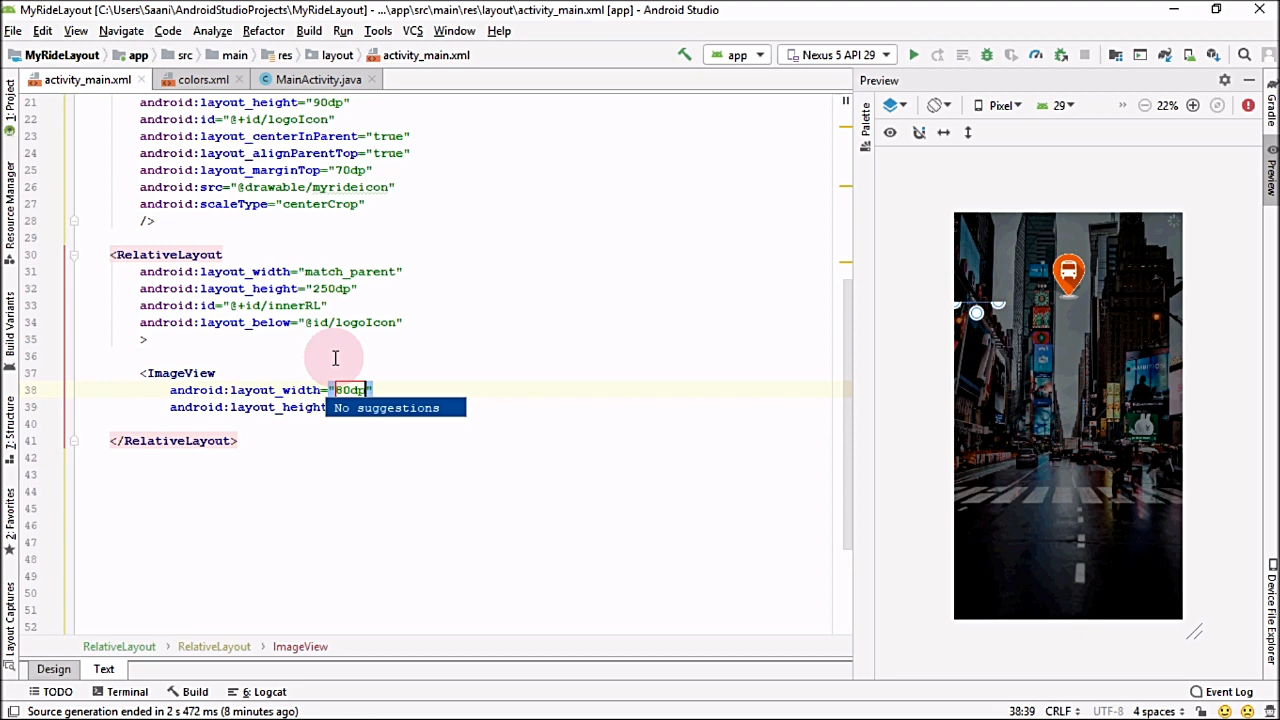 MyRideLayout [C:\Users\Saani\AndroidStudioProjects\MyRideLayout] - ...\app\src\main\res\layout\activity_main.xml [app] - Android Studio
File Edit View Navigate Code Analyze Refactor Build Run Tools VCS Window Help
MyRideLayout app src main res layout activity_main.xml app Nexus 5 API 29
activity_main.xml colors.xml MainActivity.java Preview
Pixel 29 22%
21 android:layout_height="90dp"
22 android:id="@+id/logoIcon"
23 android:layout_centerInParent="true"
24 android:layout_alignParentTop="true"
25 android:layout_marginTop="70dp"
26 android:src="@drawable/myrideicon"
27 android:scaleType="centerCrop"
28 />
29
30 <RelativeLayout
31 android:layout_width="match_parent"
32 android:layout_height="250dp"
33 android:id="@+id/innerRL"
34 android:layout_below="@id/logoIcon"
35 >
36
37 <ImageView
38 android:layout_width="80dp"
39 android:layout_height
No suggestions
40
41 </RelativeLayout>
42
43
44
45
46
47
48
49
50
51
52
RelativeLayout RelativeLayout ImageView
Design Text
TODO Terminal Build 6: Logcat Event Log
Source generation ended in 2 s 472 ms (8 minutes ago) 38:39 CRLF UTF-8 4 spaces
1: Project
Resource Manager
Build Variants
7: Structure
2: Favorites
Layout Captures
Palette
Gradle
Preview
Device File Explorer